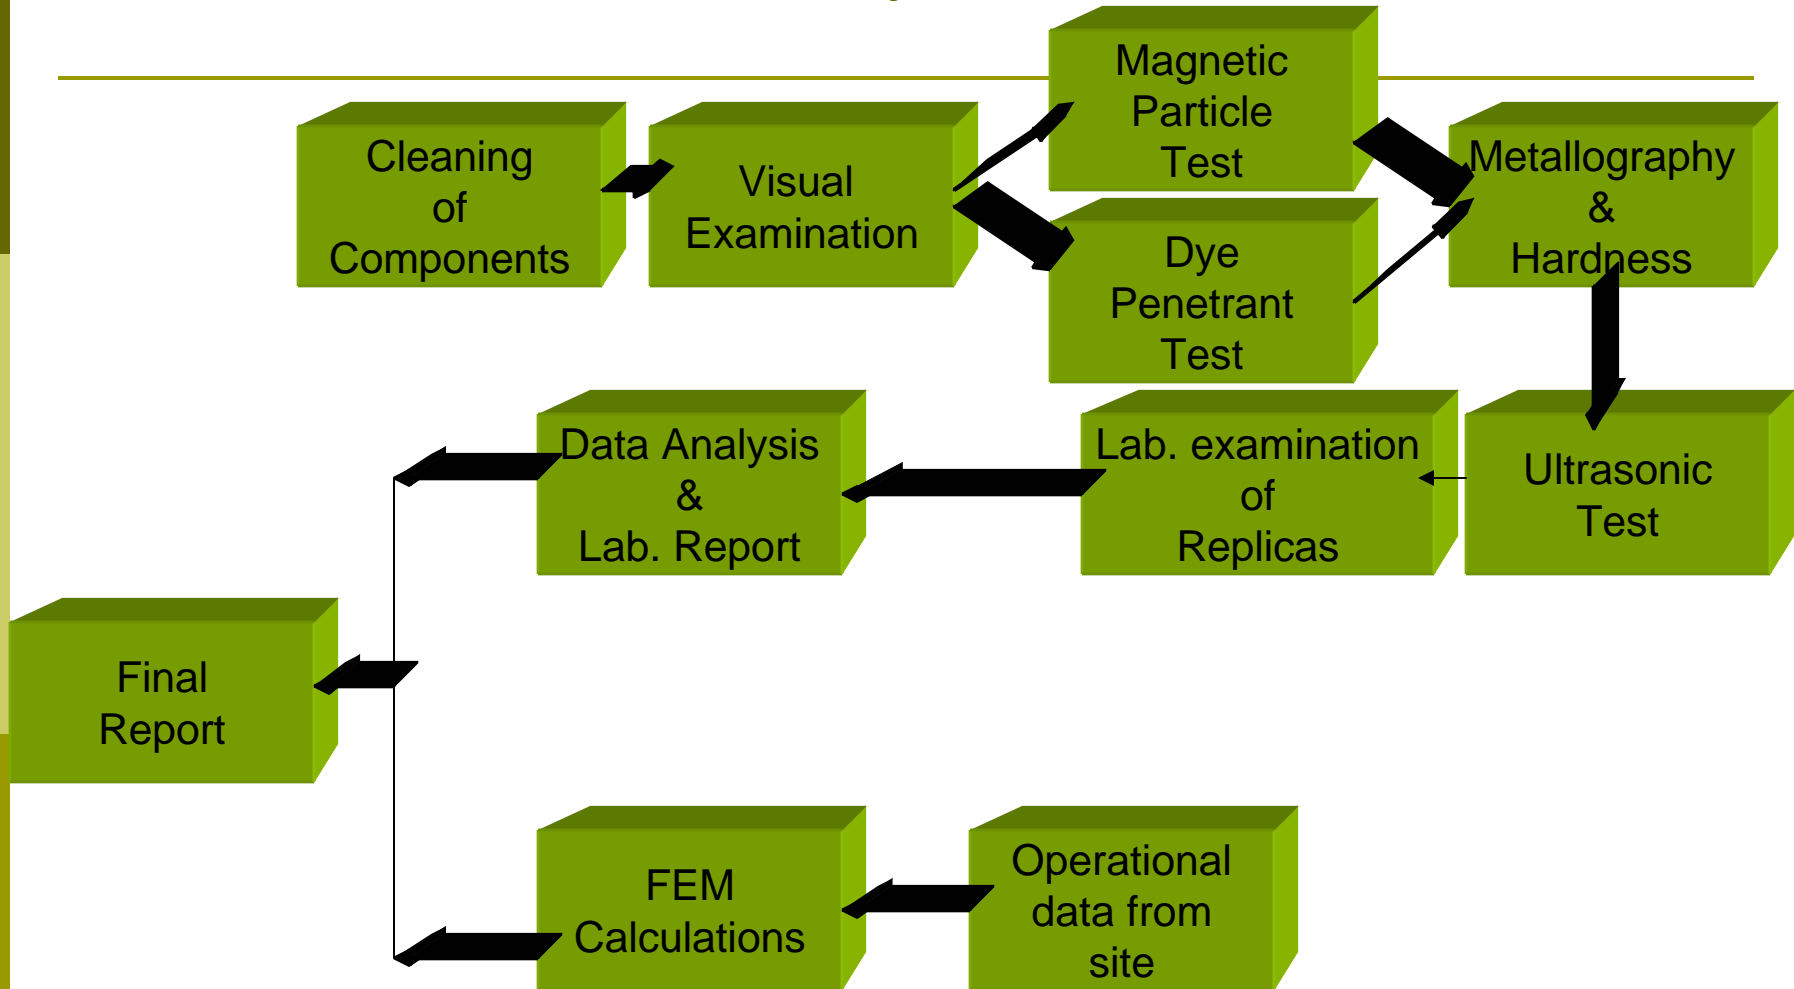 Cleaning
of
Components
Visual
Examination
Magnetic
Particle
Test
Dye
Penetrant
Test
Metallography
&
Hardness
Ultrasonic
Test
Lab. examination
of
Replicas
Data Analysis
&
Lab. Report
Final
Report
FEM
Calculations
Operational
data from
site